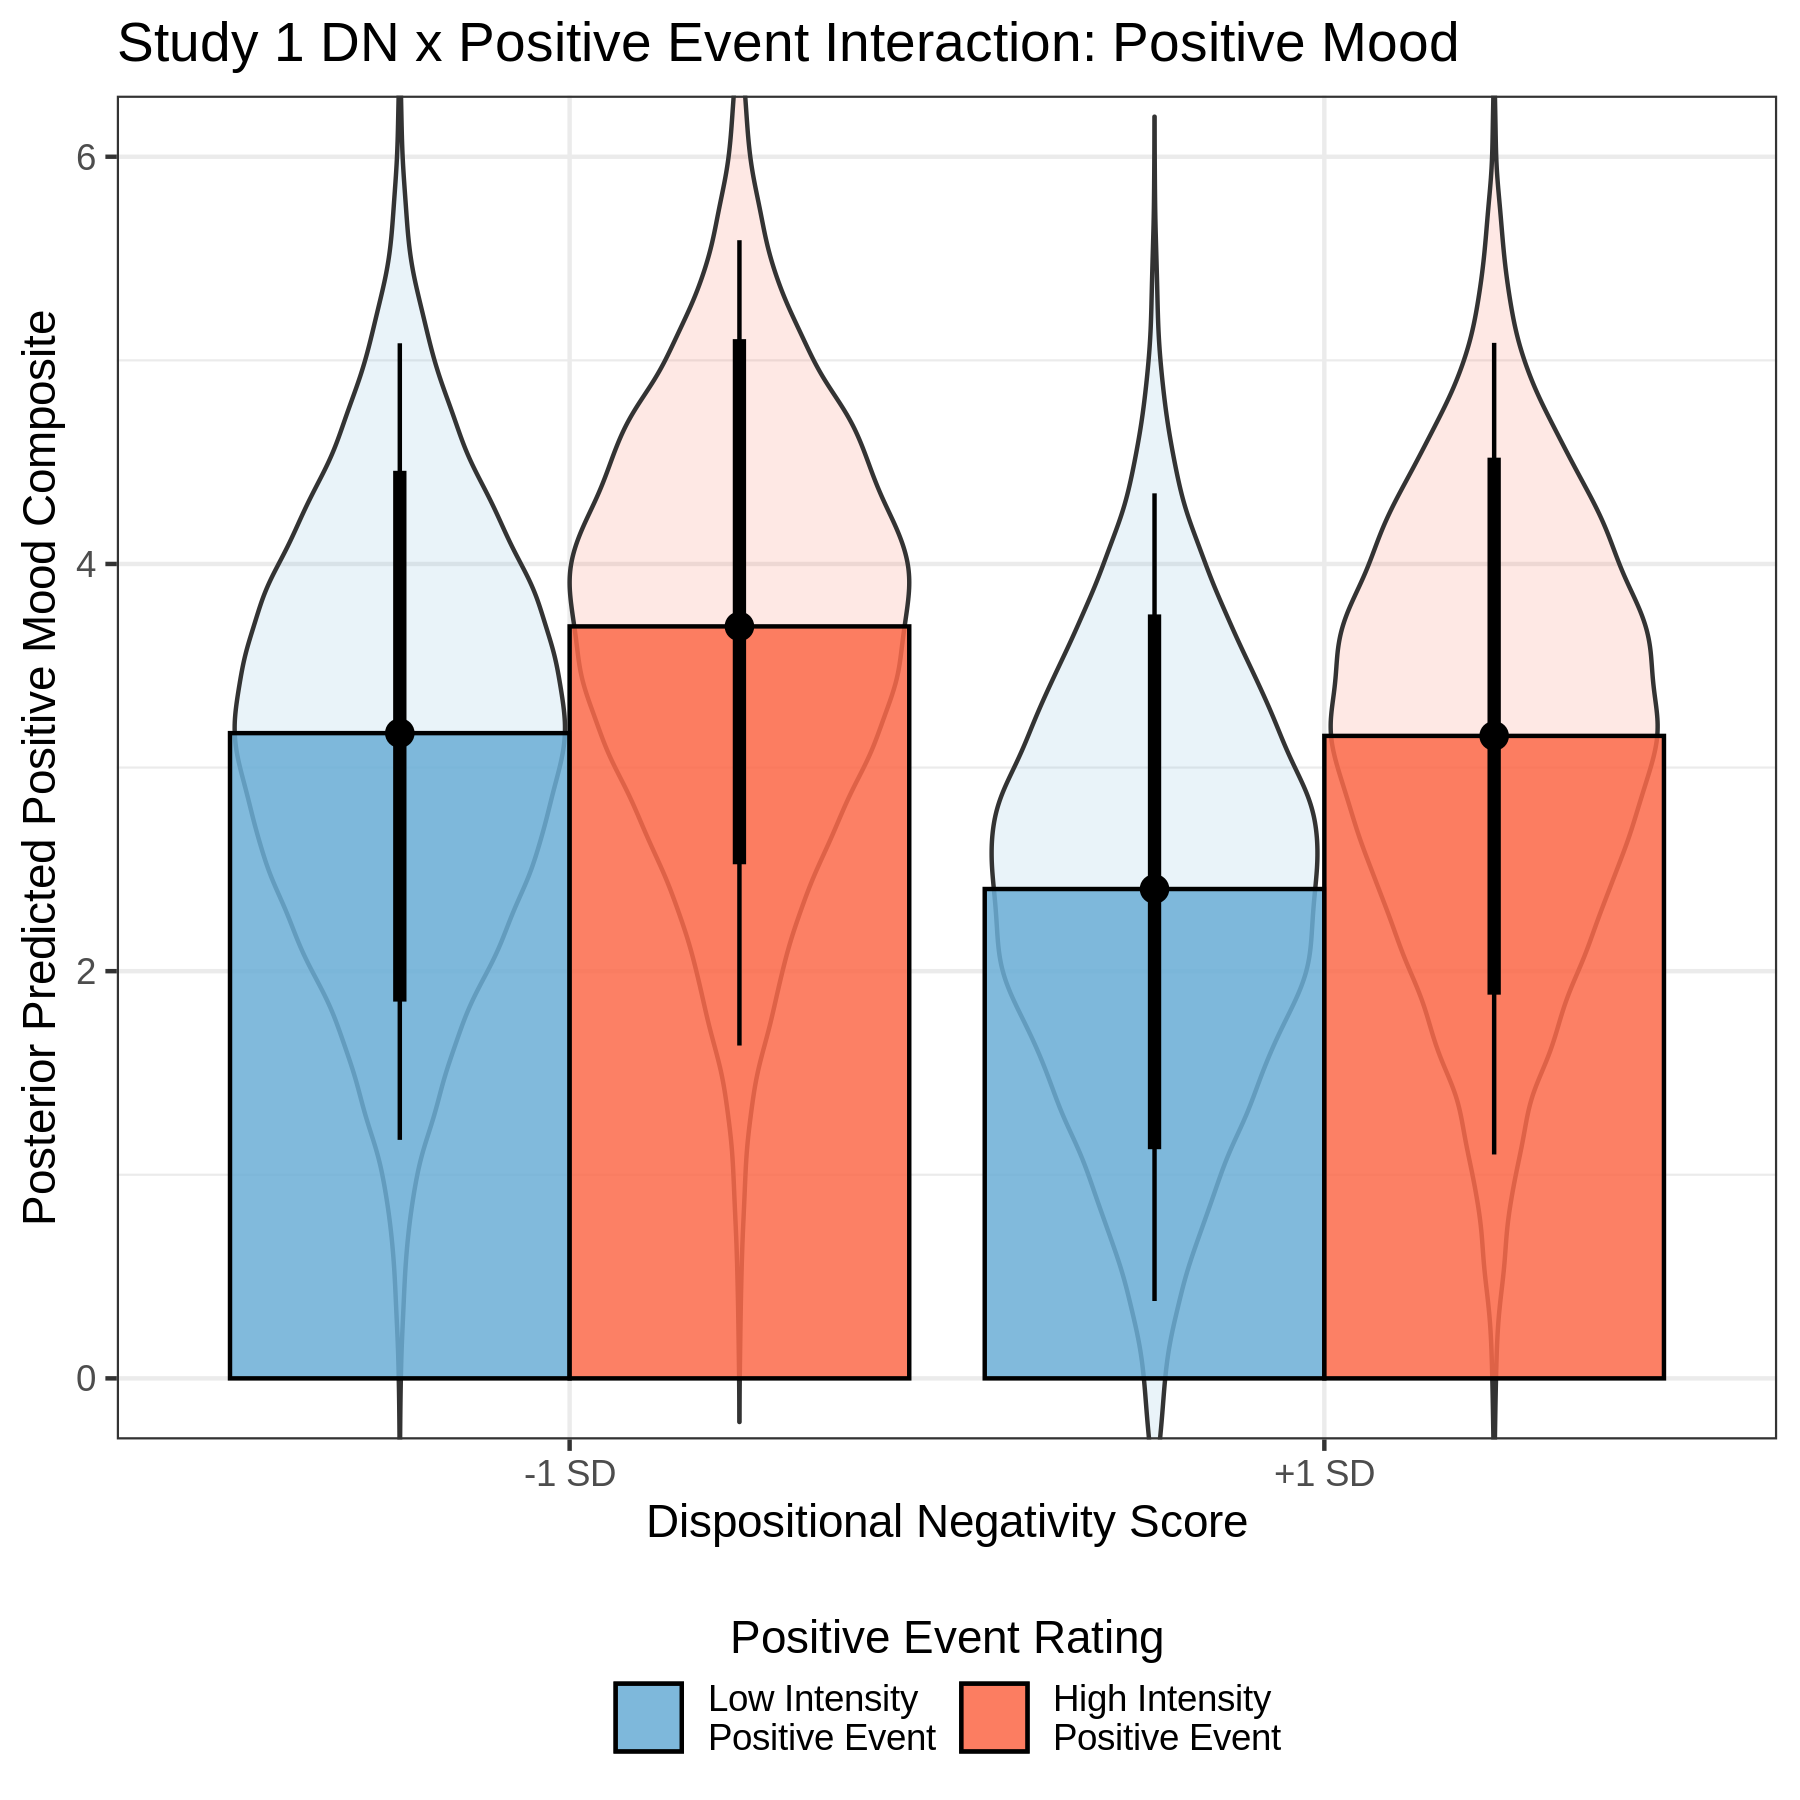 Study 1 DN x Positive Event Interaction: Positive Mood
Posterior Predicted Positive Mood Composite
6
4
2
0
-1 SD
+1 SD
Dispositional Negativity Score
Positive Event Rating
Low Intensity
Positive Event
High Intensity
Positive Event